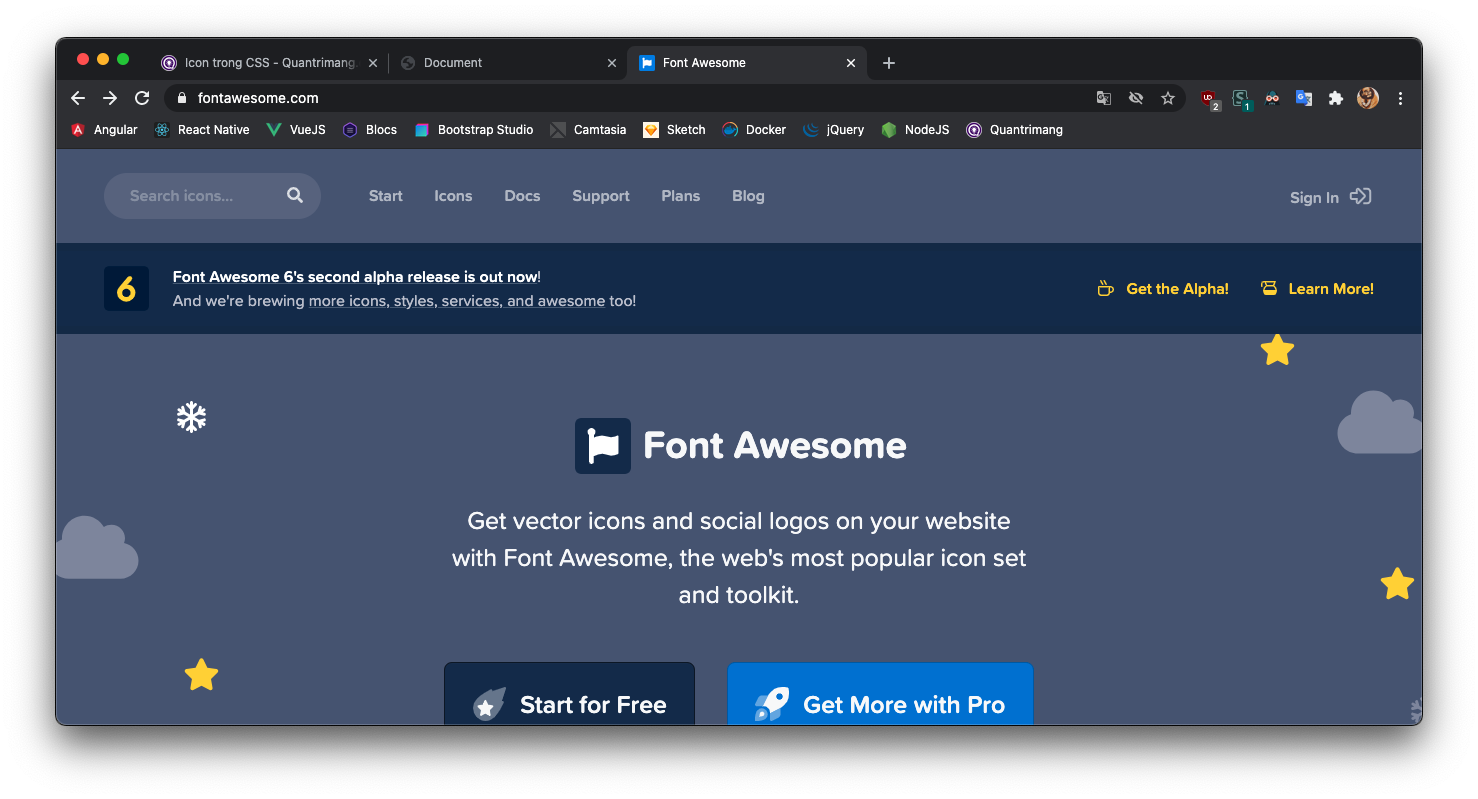 Icon trong CSS - Quantrimang.
Document
Font Awesome
fontawesome.com
2
1
Angular
React Native
VueJS
Blocs
Bootstrap Studio
Camtasia
Sketch
Docker
jQuery
NodeJS
Quantrimang
Search icons...
Start
Icons
Docs
Support
Plans
Blog
Sign In
6
Font Awesome 6's second alpha release is out now!
And we're brewing more icons, styles, services, and awesome too!
Get the Alpha!
Learn More!
Font Awesome
Get vector icons and social logos on your website
with Font Awesome, the web's most popular icon set
and toolkit.
Start for Free
Get More with Pro